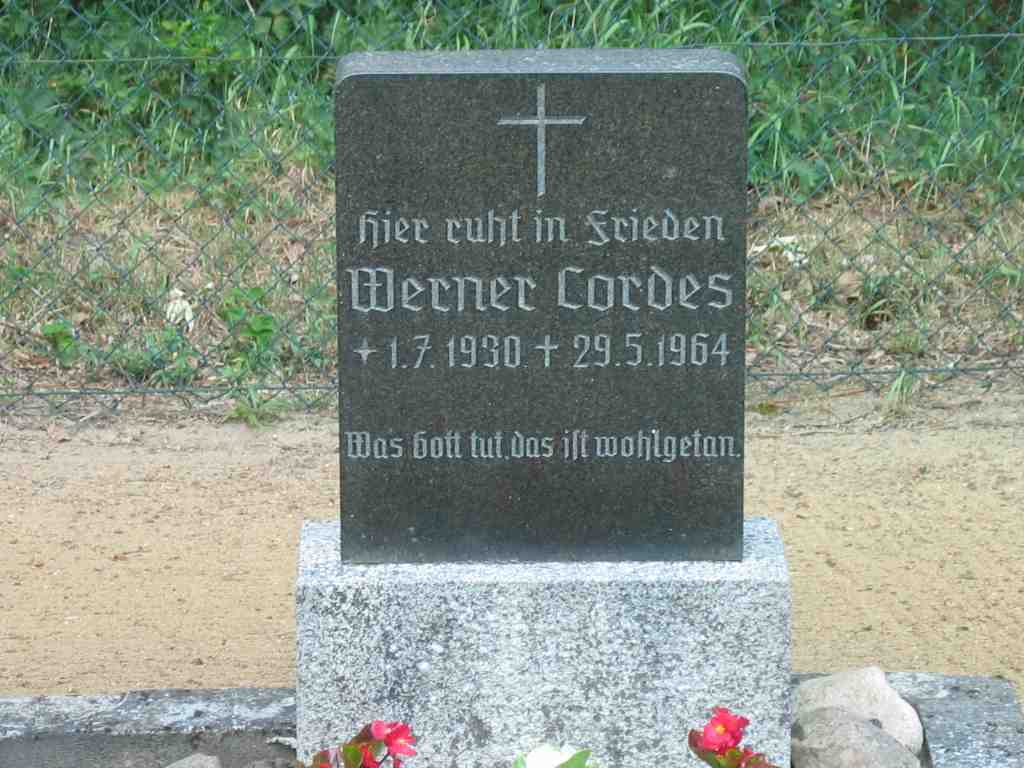 Hier ruht in Frieden
Werner Cordes
✦ 1.7.1930 ✝ 29.5.1964
Was Gott tut, das ist wohlgetan.